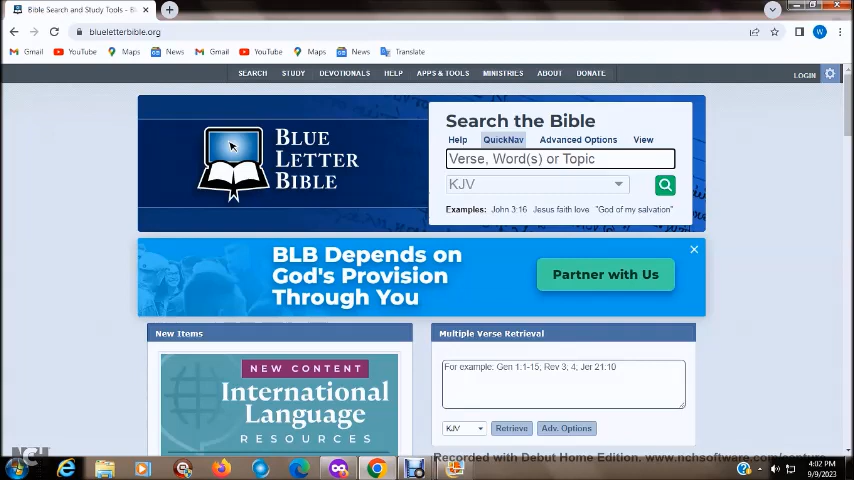 Bible Search and Study Tools - B
blueletterbible.org
Gmail YouTube Maps News Gmail YouTube Maps News Translate
SEARCH STUDY DEVOTIONALS HELP APPS & TOOLS MINISTRIES ABOUT DONATE
LOGIN
BLUE
LETTER
BIBLE
Search the Bible
Help QuickNav Advanced Options View
Verse, Word(s) or Topic
KJV
Examples: John 3:16 Jesus faith love "God of my salvation"
BLB Depends on
God's Provision
Through You
Partner with Us
New Items
NEW CONTENT
International
Language
RESOURCES
Multiple Verse Retrieval
For example: Gen 1:1-15; Rev 3; 4; Jer 21:10
KJV Retrieve Adv. Options
NCH
Recorded with Debut Home Edition. www.nchsoftware.com/capture
4:02 PM
9/9/2023